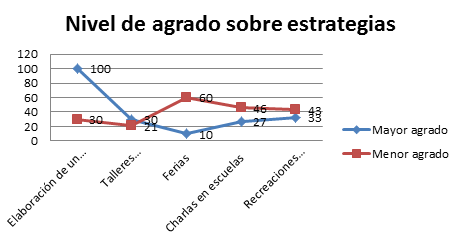 Nivel de agrado sobre estrategias
120
100
80
60
40
20
0
100
30
10
27
33
30
21
60
46
43
Elaboración de un...
Talleres...
Ferias
Charlas en escuelas
Recreaciones...
Mayor agrado
Menor agrado